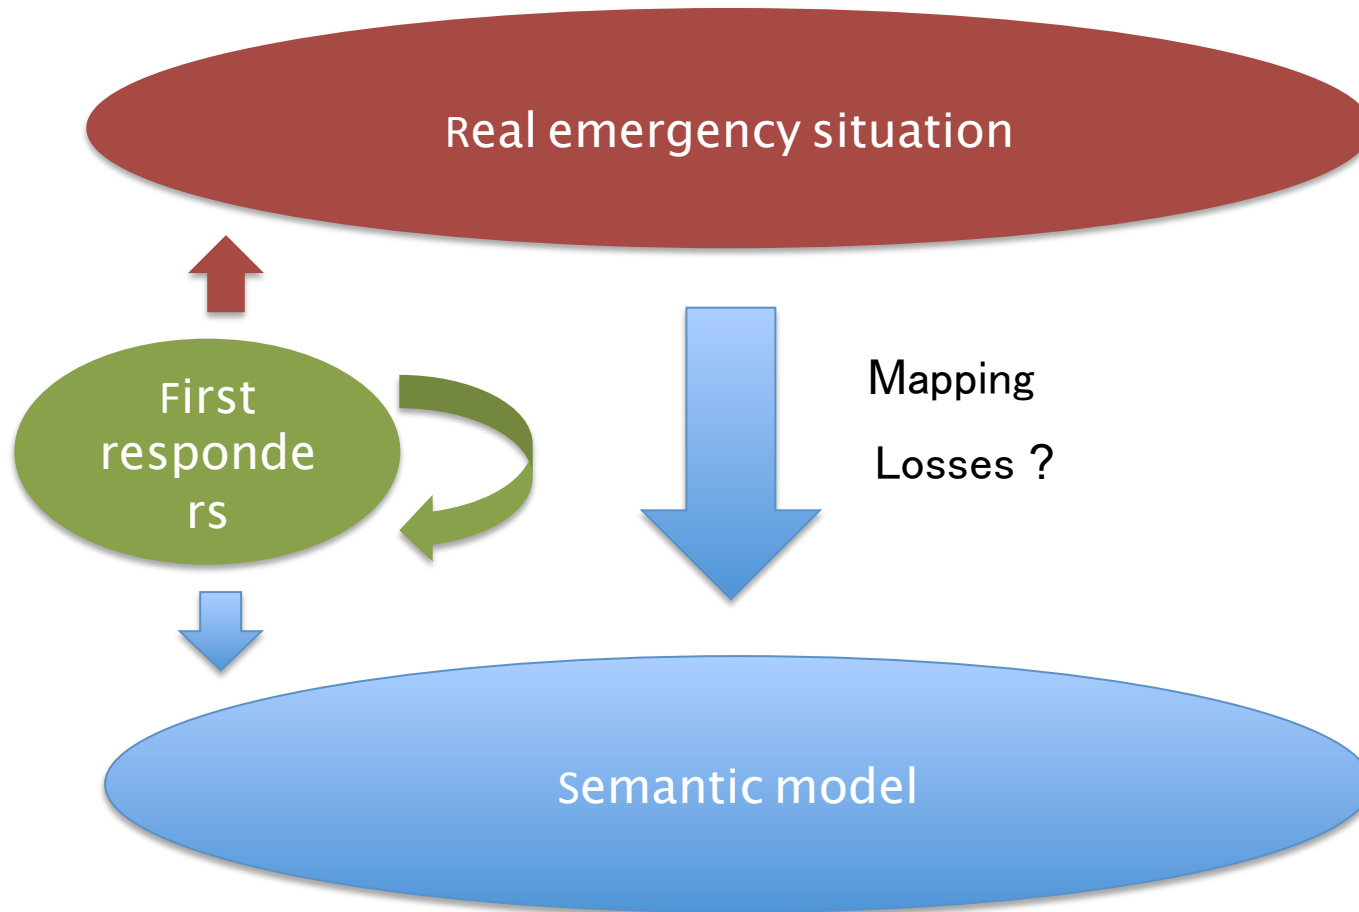 Real emergency situation
First
responde
rs
Mapping
Losses ?
Semantic model